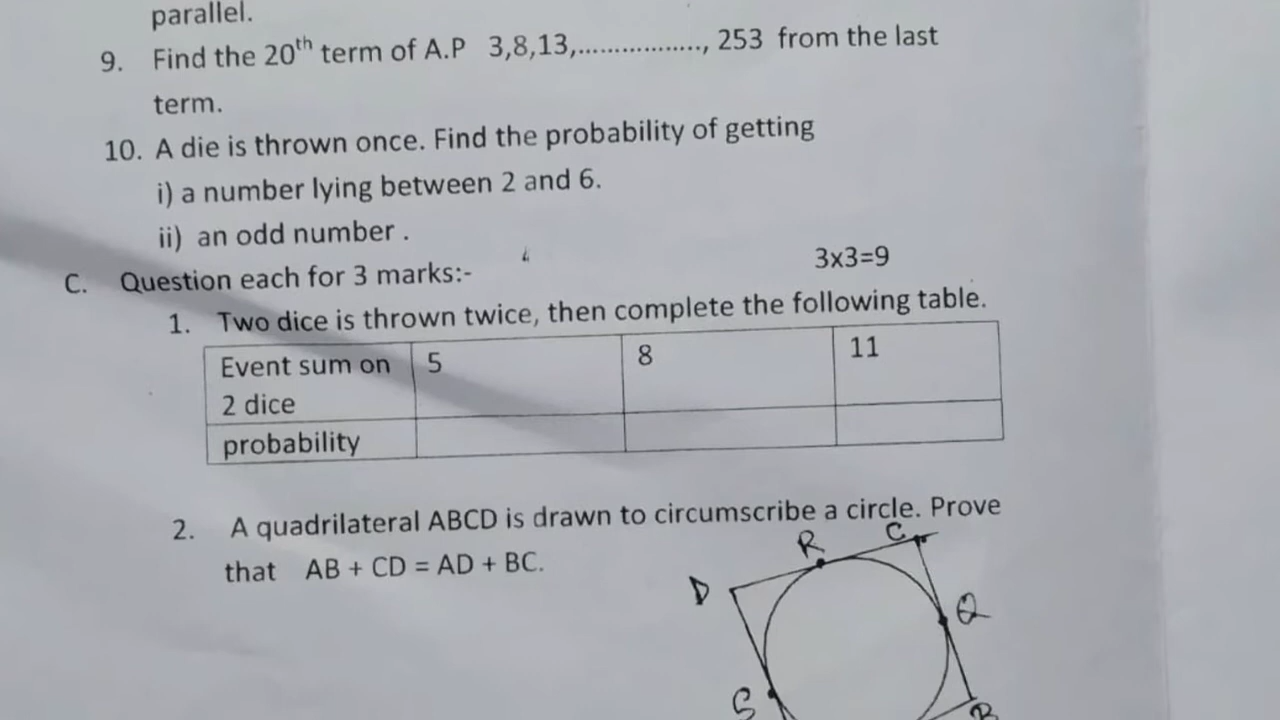 parallel.
9. Find the 20th term of A.P 3,8,13,................., 253 from the last
term.
10. A die is thrown once. Find the probability of getting
i) a number lying between 2 and 6.
ii) an odd number .
C. Question each for 3 marks:- 3x3=9
1. Two dice is thrown twice, then complete the following table.
Event sum on 5 8 11
2 dice
probability
2. A quadrilateral ABCD is drawn to circumscribe a circle. Prove
that AB + CD = AD + BC.
R C
D
Q
S
B